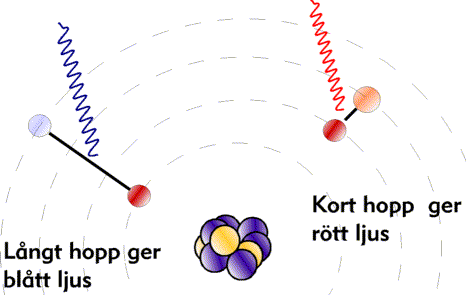 Långt hopp ger
blått ljus
Kort hopp ger
rött ljus